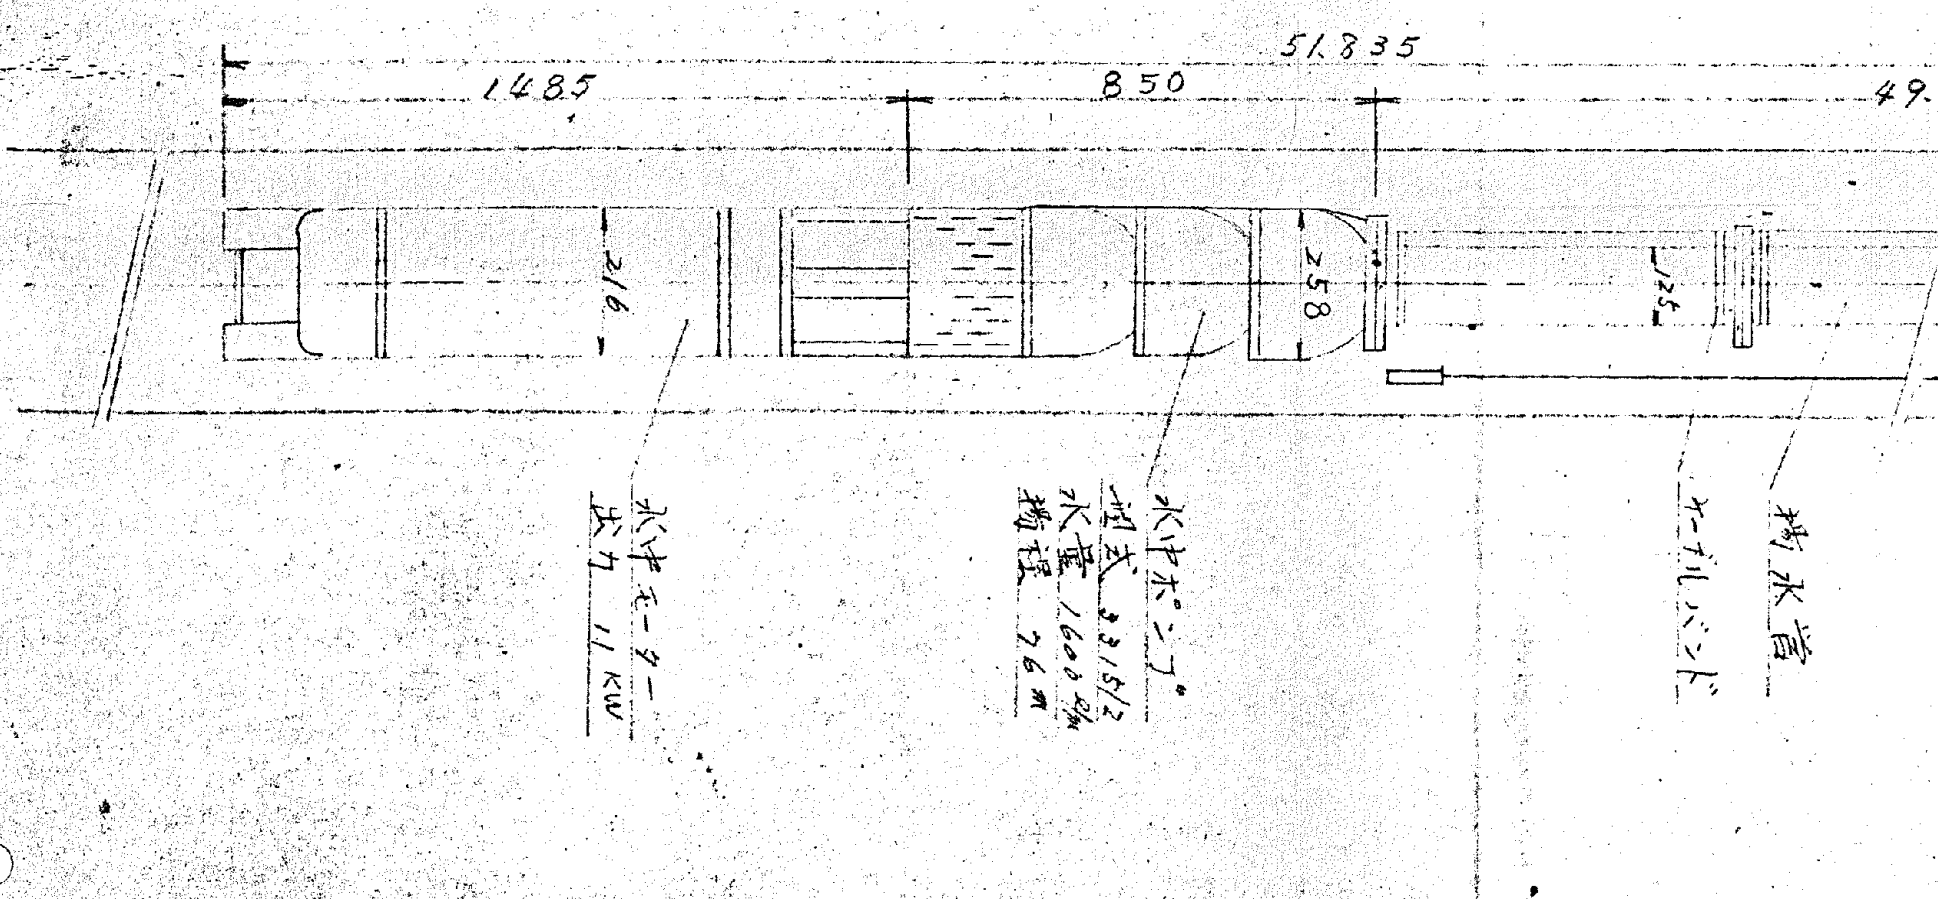 51.835
1485
850
49.
216
258
125
水中モーター
出力 11 KW
水中ポンプ
型式
水量 1600 ℓ/m
揚程 26 m
ケーブルバンド
揚水管